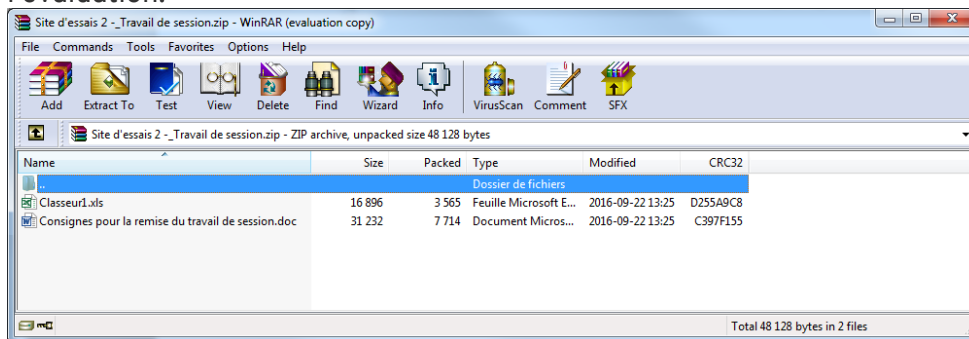 l'évaluation.
Site d'essais 2 -_Travail de session.zip - WinRAR (evaluation copy)
File Commands Tools Favorites Options Help
Add Extract To Test View Delete Find Wizard Info VirusScan Comment SFX
Site d'essais 2 -_Travail de session.zip - ZIP archive, unpacked size 48 128 bytes
Name Size Packed Type Modified CRC32
.. Dossier de fichiers
Classeur1.xls 16 896 3 565 Feuille Microsoft E... 2016-09-22 13:25 D255A9C8
Consignes pour la remise du travail de session.doc 31 232 7 714 Document Micros... 2016-09-22 13:25 C397F155
Total 48 128 bytes in 2 files